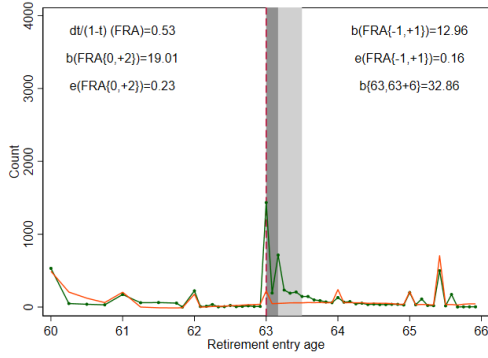 dt/(1-t) (FRA)=0.53
b(FRA{0,+2})=19.01
e(FRA{0,+2})=0.23
b(FRA{-1,+1})=12.96
e(FRA{-1,+1})=0.16
b{63,63+6}=32.86
Count
4000
3000
2000
1000
0
60 61 62 63 64 65 66
Retirement entry age